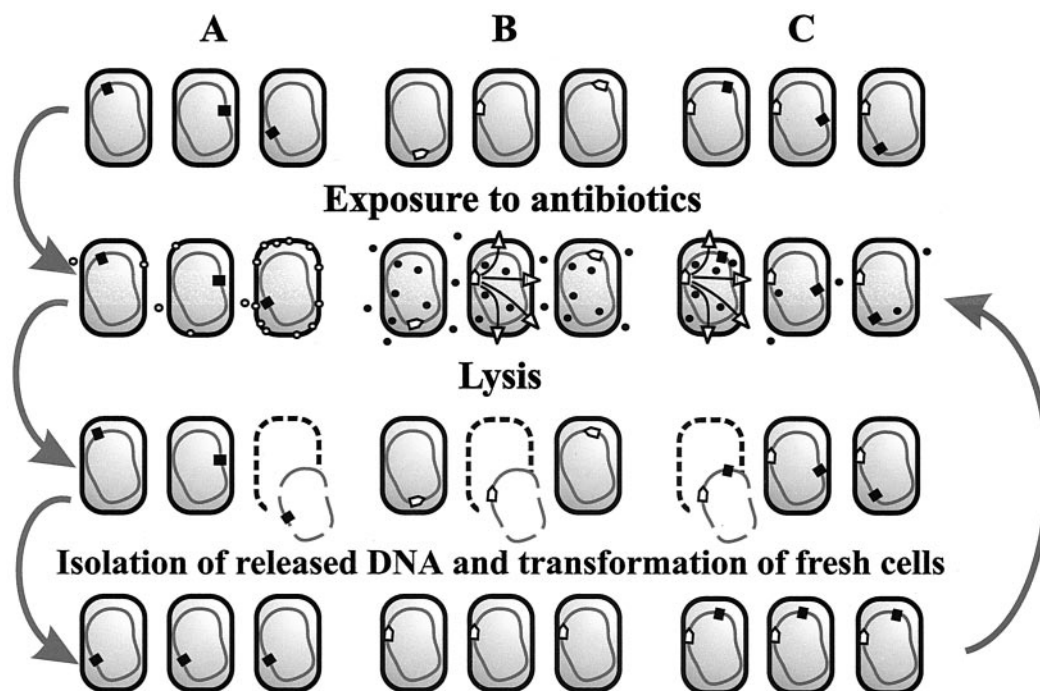 A B C
Exposure to antibiotics
Lysis
Isolation of released DNA and transformation of fresh cells